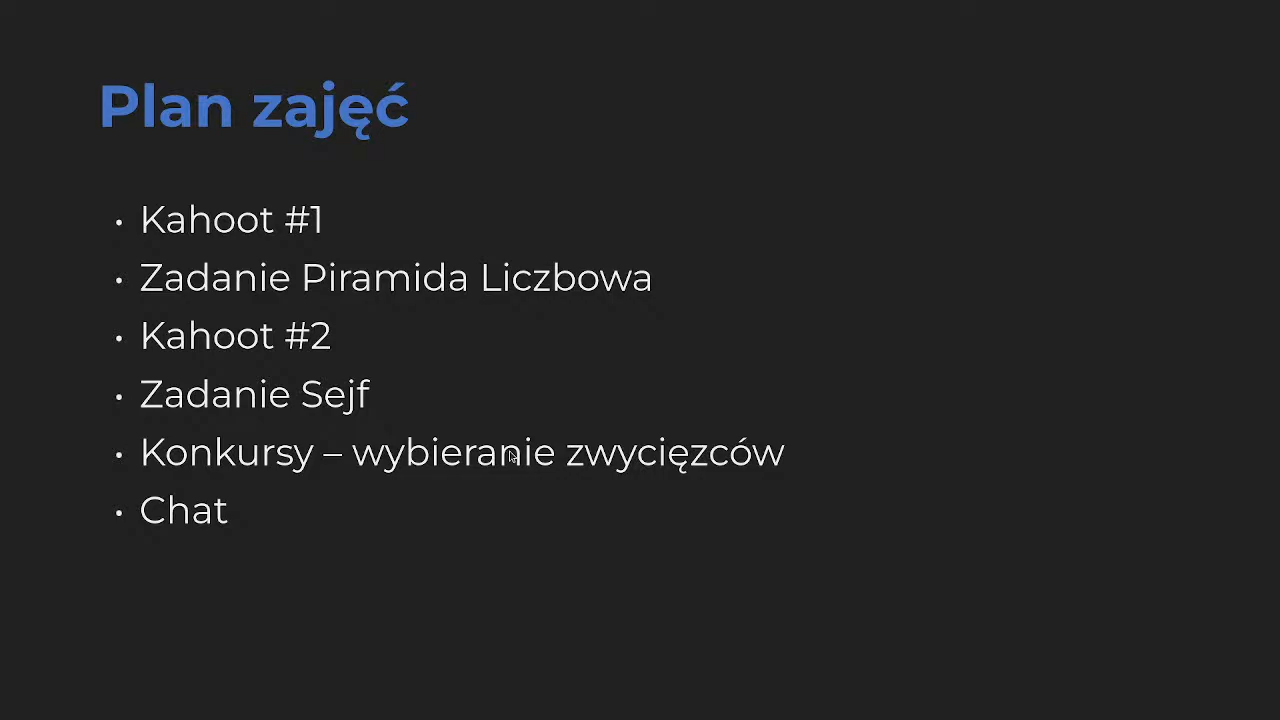 Plan zajęć
• Kahoot #1
• Zadanie Piramida Liczbowa
• Kahoot #2
• Zadanie Sejf
• Konkursy – wybieranie zwycięzców
• Chat